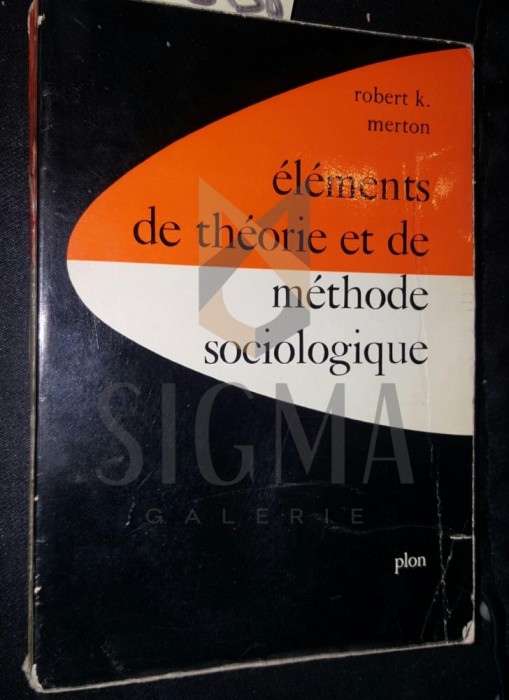 robert k.
merton
éléments
de théorie et de
méthode
sociologique
SIGMA
GALERIE
plon